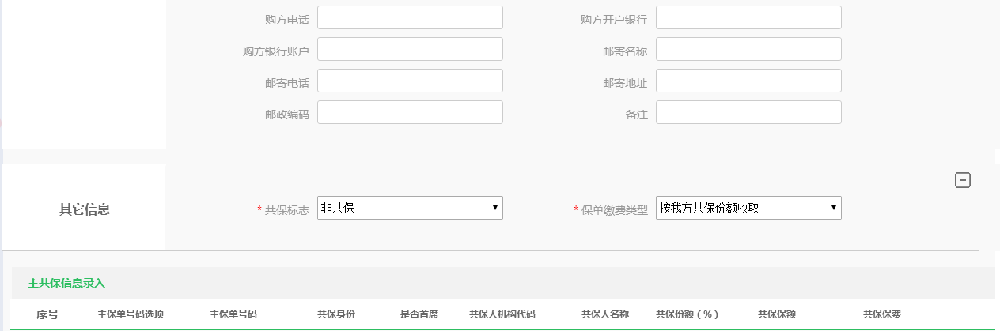 购方电话 购方开户银行
购方银行账户 邮寄名称
邮寄电话 邮寄地址
邮政编码 备注
其它信息 * 共保标志 非共保 * 保单缴费类型 按我方共保份额收取
主共保信息录入
序号 主保单号码选项 主保单号码 共保身份 是否首席 共保人机构代码 共保人名称 共保份额（%） 共保保额 共保保费